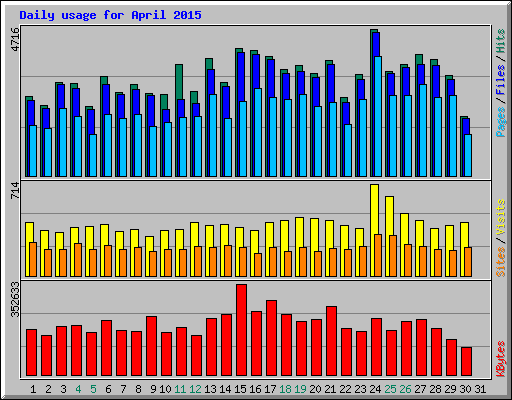 Daily usage for April 2015
4716
Pages / Files / Hits
714
Sites / Visits
352633
KBytes
1 2 3 4 5 6 7 8 9 10 11 12 13 14 15 16 17 18 19 20 21 22 23 24 25 26 27 28 29 30 31